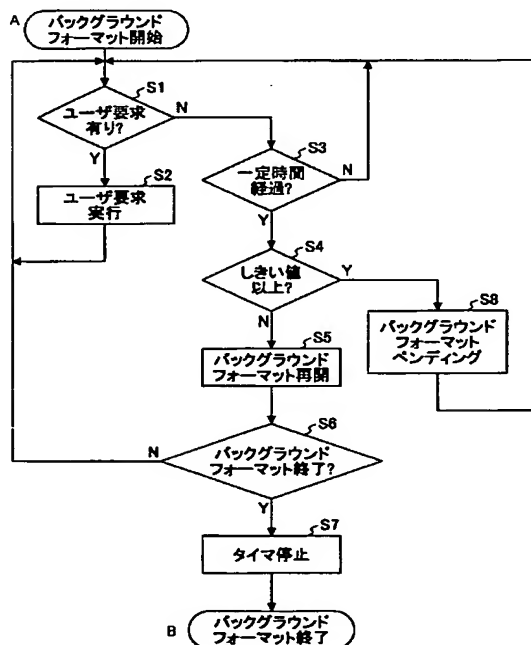 A
バックグラウンド
フォーマット開始
S1
ユーザ要求
有り?
N
Y
S2
ユーザ要求
実行
S3
一定時間
経過?
N
Y
S4
しきい値
以上?
Y
N
S5
バックグラウンド
フォーマット再開
S8
バックグラウンド
フォーマット
ペンディング
S6
バックグラウンド
フォーマット終了?
N
Y
S7
タイマ停止
B
バックグラウンド
フォーマット終了